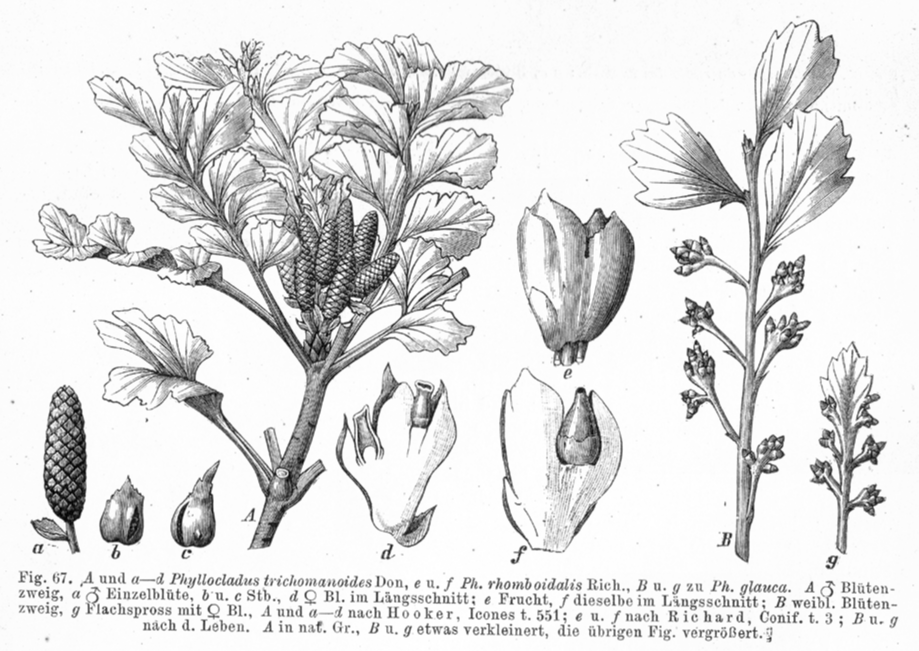 e
a
b
c
A
d
f
B
g
Fig. 67. A und a—d Phyllocladus trichomanoides Don, e u. f Ph. rhomboidalis Rich., B u. g zu Ph. glauca. A ♂ Blüten-
zweig, a ♂ Einzelblüte, b u. c Stb., d ♀ Bl. im Längsschnitt; e Frucht, f dieselbe im Längsschnitt; B weibl. Blüten-
zweig, g Flachspross mit ♀ Bl., A und a—d nach Hooker, Icones t. 551; e u. f nach Richard, Conif. t. 3; B u. g
nach d. Leben. A in nat. Gr., B u. g etwas verkleinert, die übrigen Fig. vergrößert.